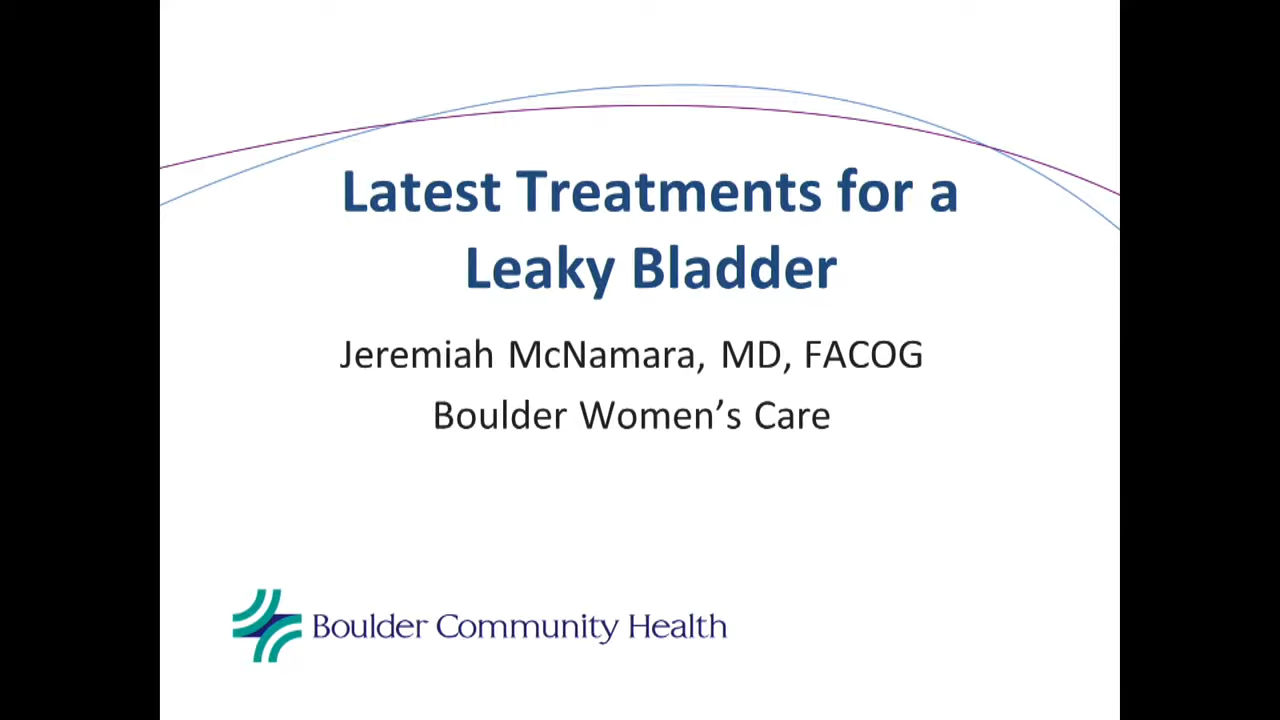 Latest Treatments for a
Leaky Bladder
Jeremiah McNamara, MD, FACOG
Boulder Women’s Care
Boulder Community Health